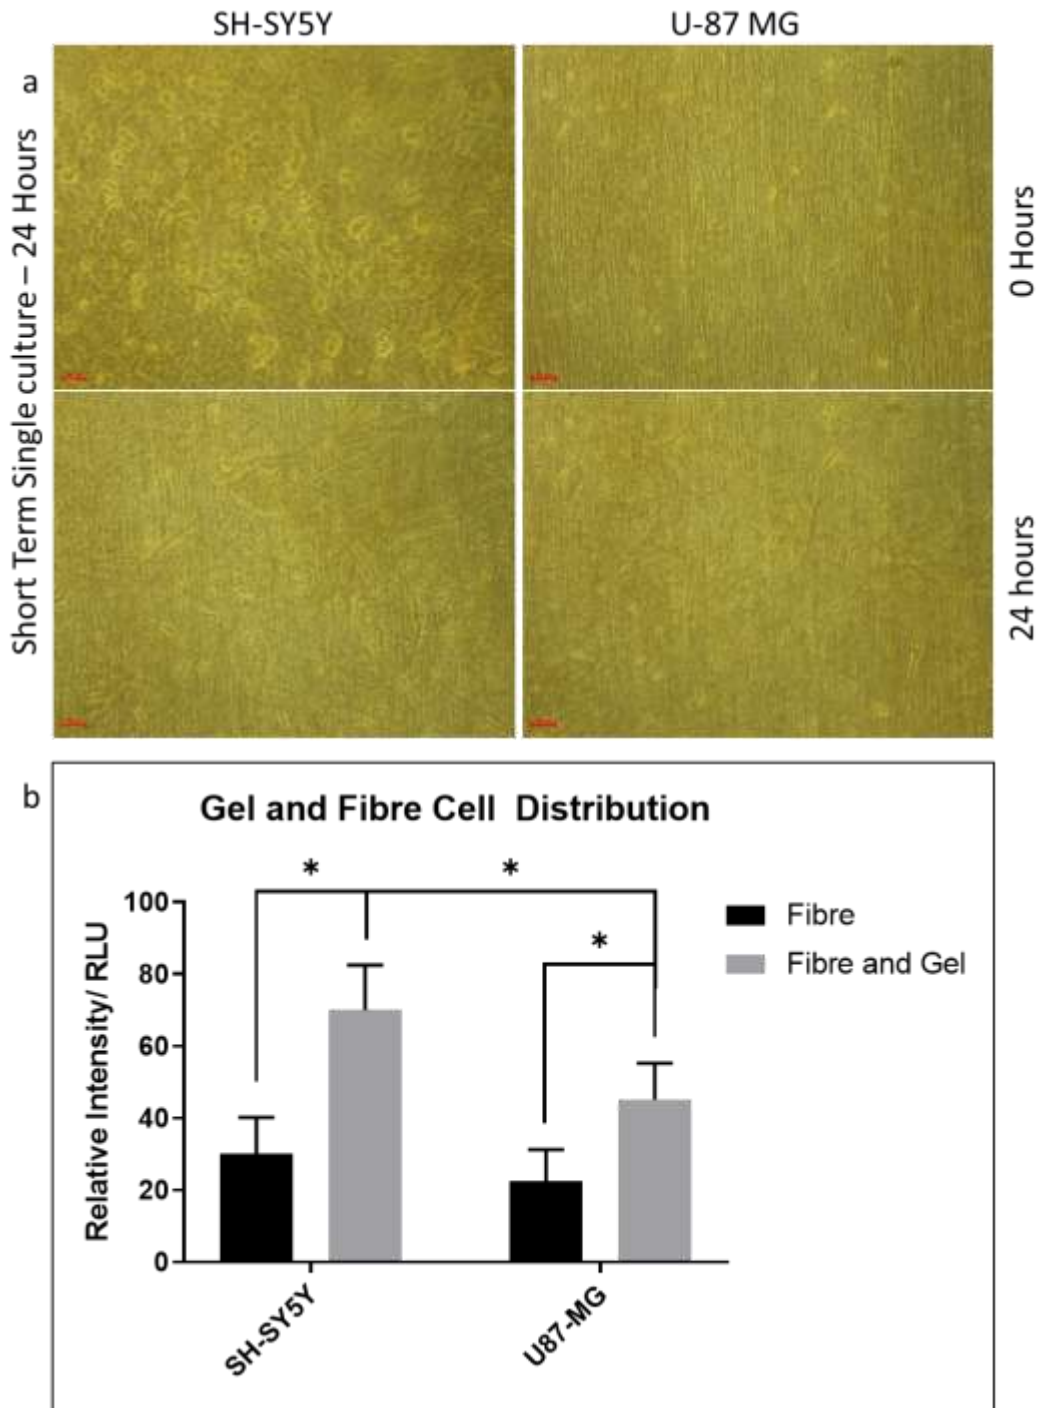 SH-SY5Y
U-87 MG
a
Short Term Single culture – 24 Hours
0 Hours
24 hours
b
Gel and Fibre Cell Distribution
* *
*
Fibre
Fibre and Gel
Relative Intensity/ RLU
100
80
60
40
20
0
SH-SY5Y
U87-MG